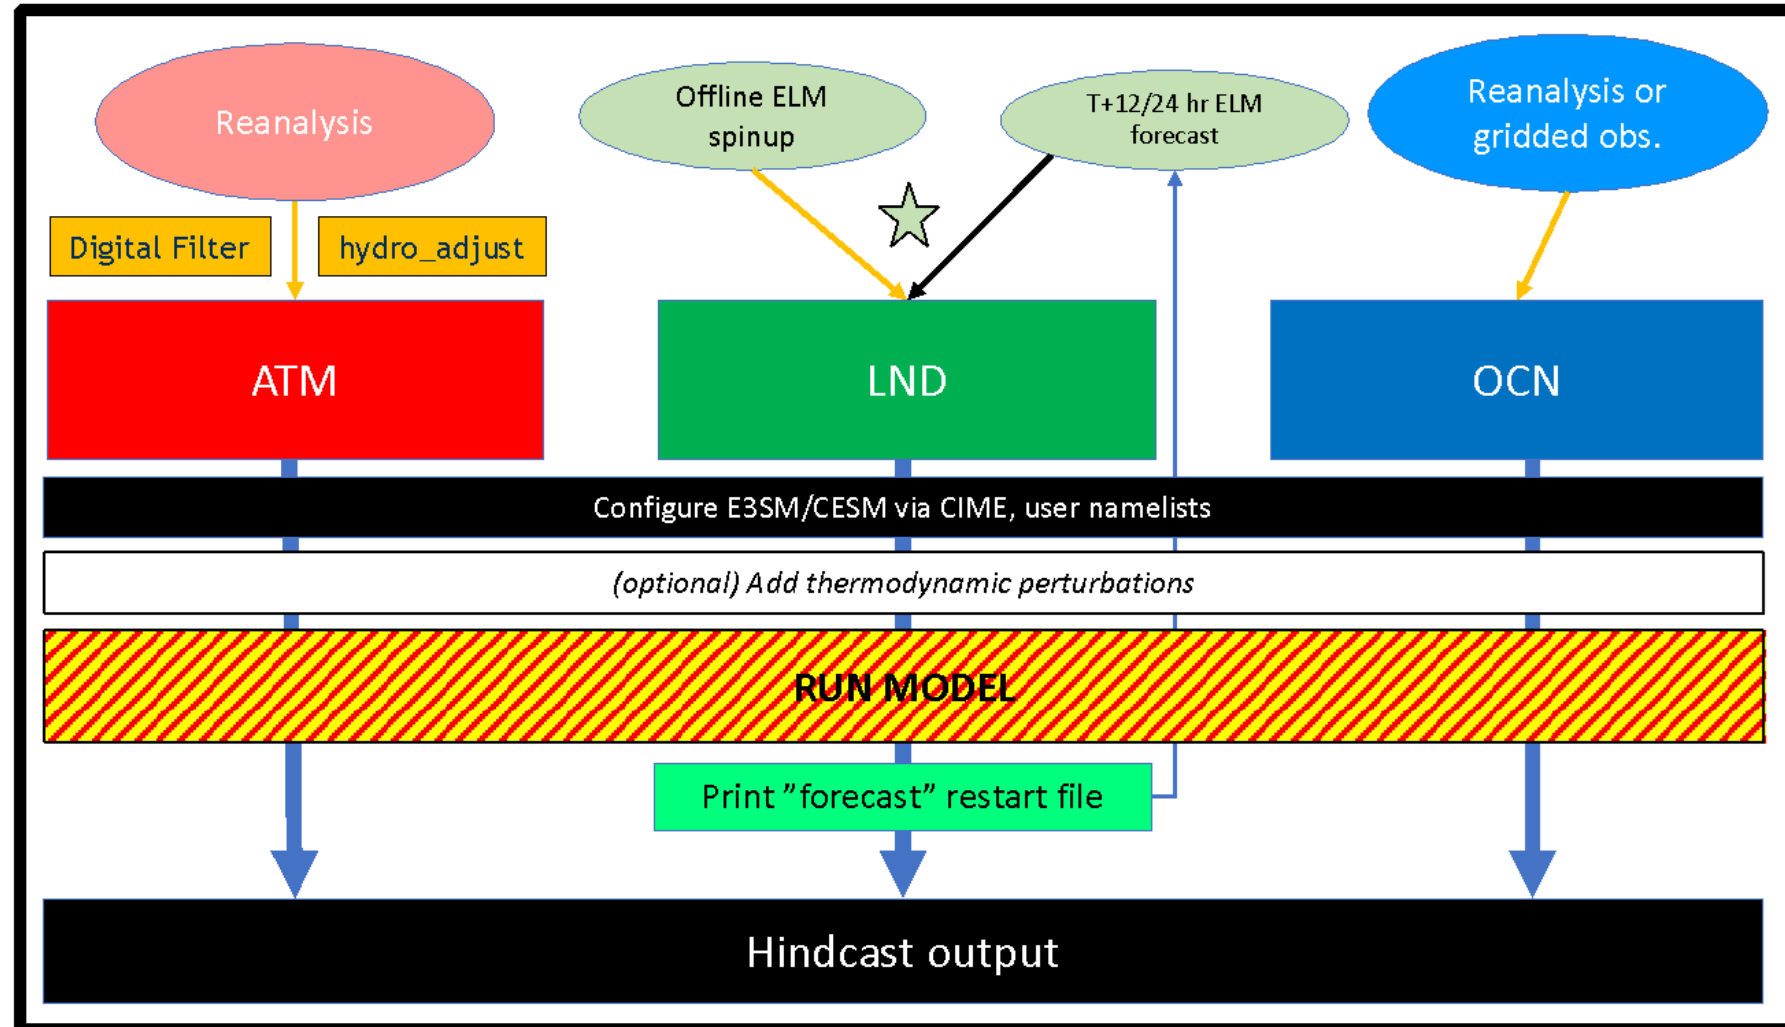 Reanalysis
Offline ELM
spinup
T+12/24 hr ELM
forecast
Reanalysis or
gridded obs.
Digital Filter
hydro_adjust
ATM
LND
OCN
Configure E3SM/CESM via CIME, user namelists
(optional) Add thermodynamic perturbations
RUN MODEL
Print ”forecast” restart file
Hindcast output